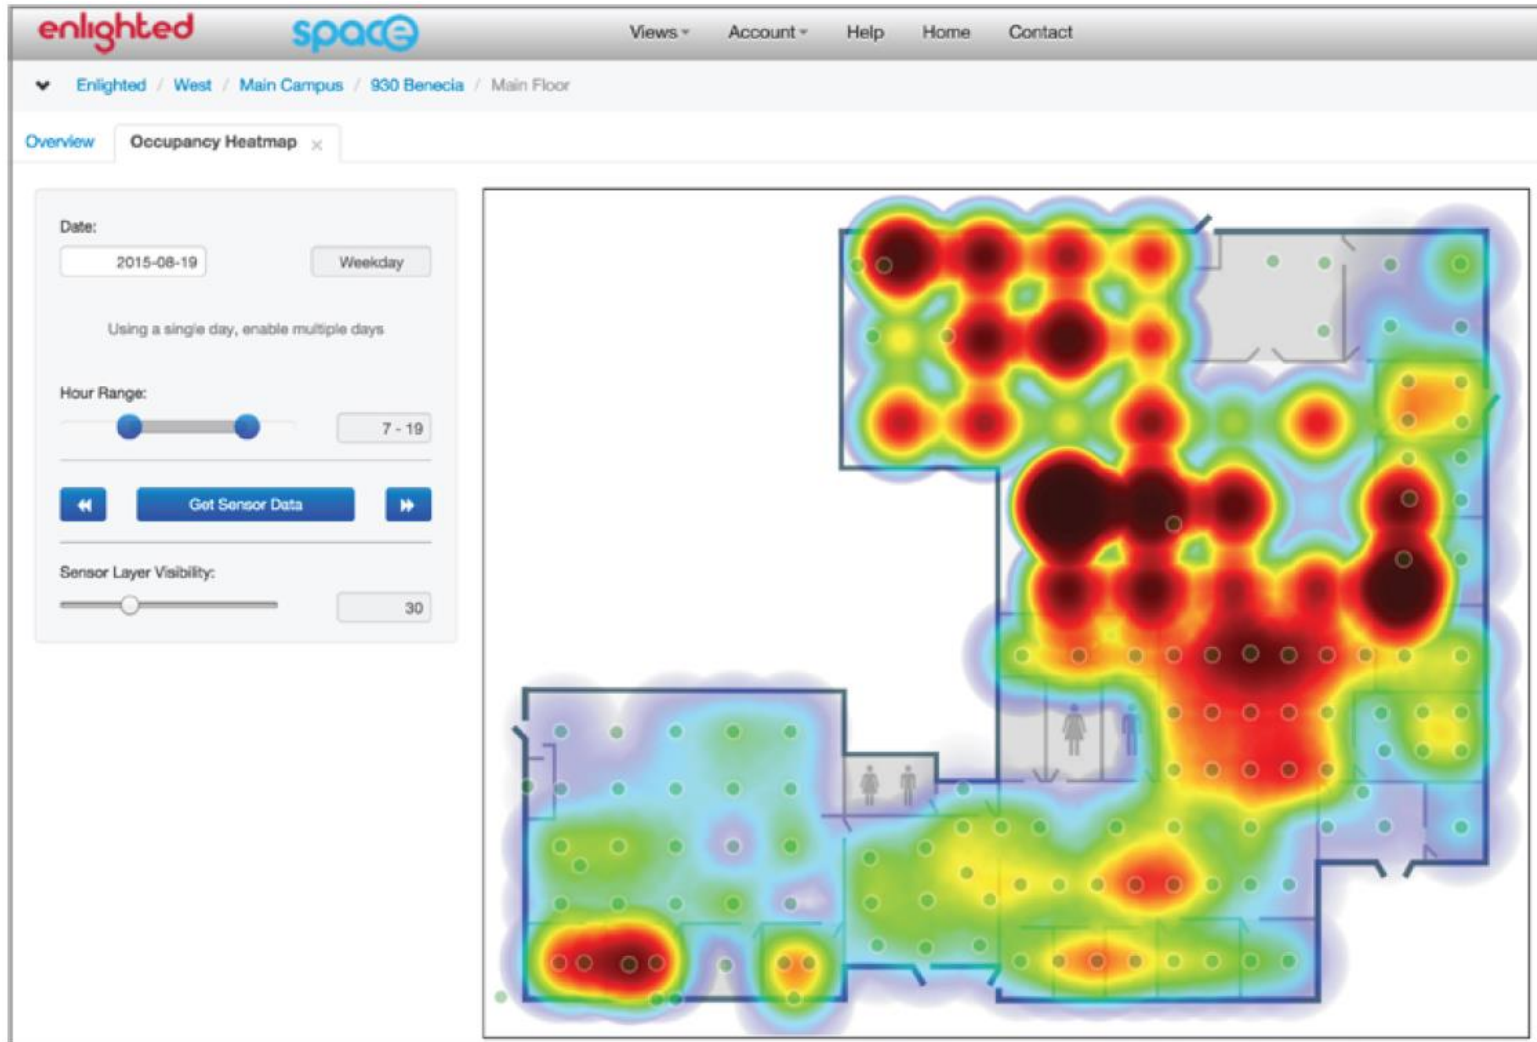 enlighted space Views Account Help Home Contact
Enlighted / West / Main Campus / 930 Benecia / Main Floor
Overview Occupancy Heatmap ×
Date:
2015-08-19 Weekday
Using a single day, enable multiple days
Hour Range:
7 - 19
Get Sensor Data
Sensor Layer Visibility:
30